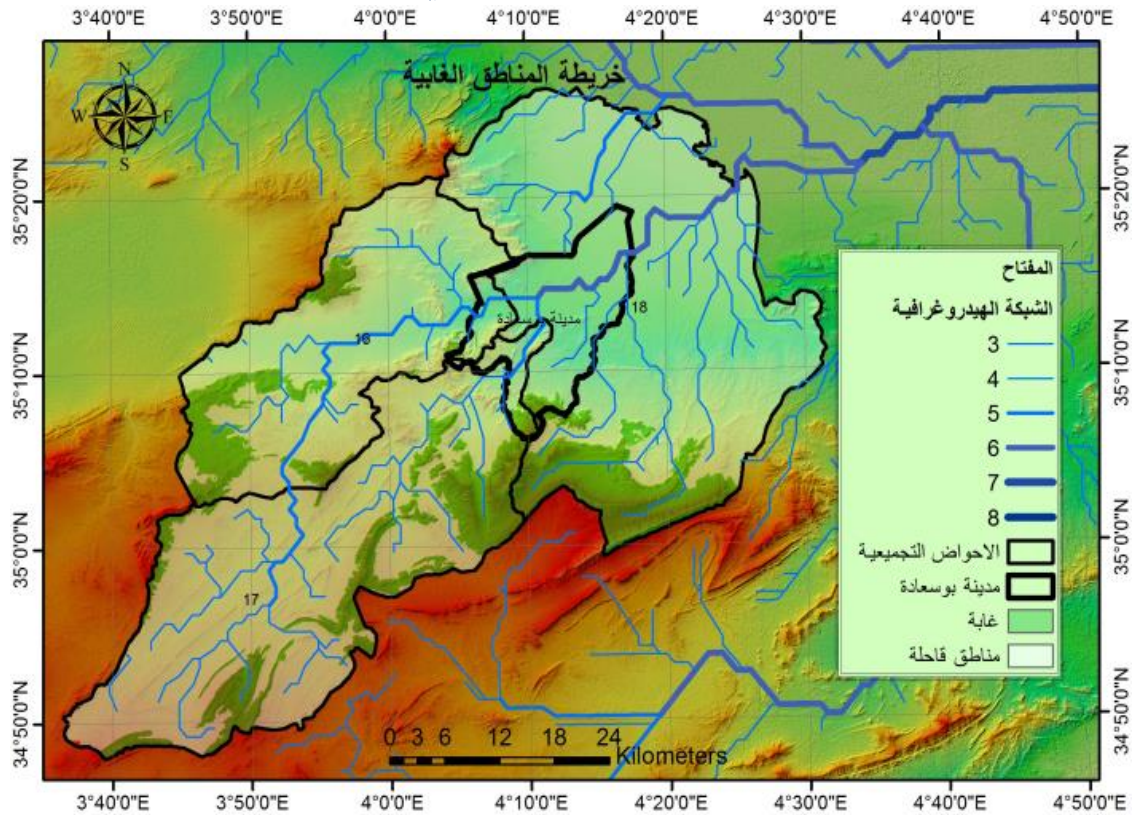 3°40'0"E 3°50'0"E 4°0'0"E 4°10'0"E 4°20'0"E 4°30'0"E 4°40'0"E 4°50'0"E
خريطة المناطق الغابية
N
W E
S
35°20'0"N 35°20'0"N
المفتاح
الشبكة الهيدروغرافية
3
4
5
6
7
8
الاحواض التجميعية
مدينة بوسعادة
غابة
مناطق قاحلة
18
مدينة بوسعادة
16
35°10'0"N 35°10'0"N
35°0'0"N 35°0'0"N
17
34°50'0"N 34°50'0"N
0 3 6 12 18 24
Kilometers
3°40'0"E 3°50'0"E 4°0'0"E 4°10'0"E 4°20'0"E 4°30'0"E 4°40'0"E 4°50'0"E